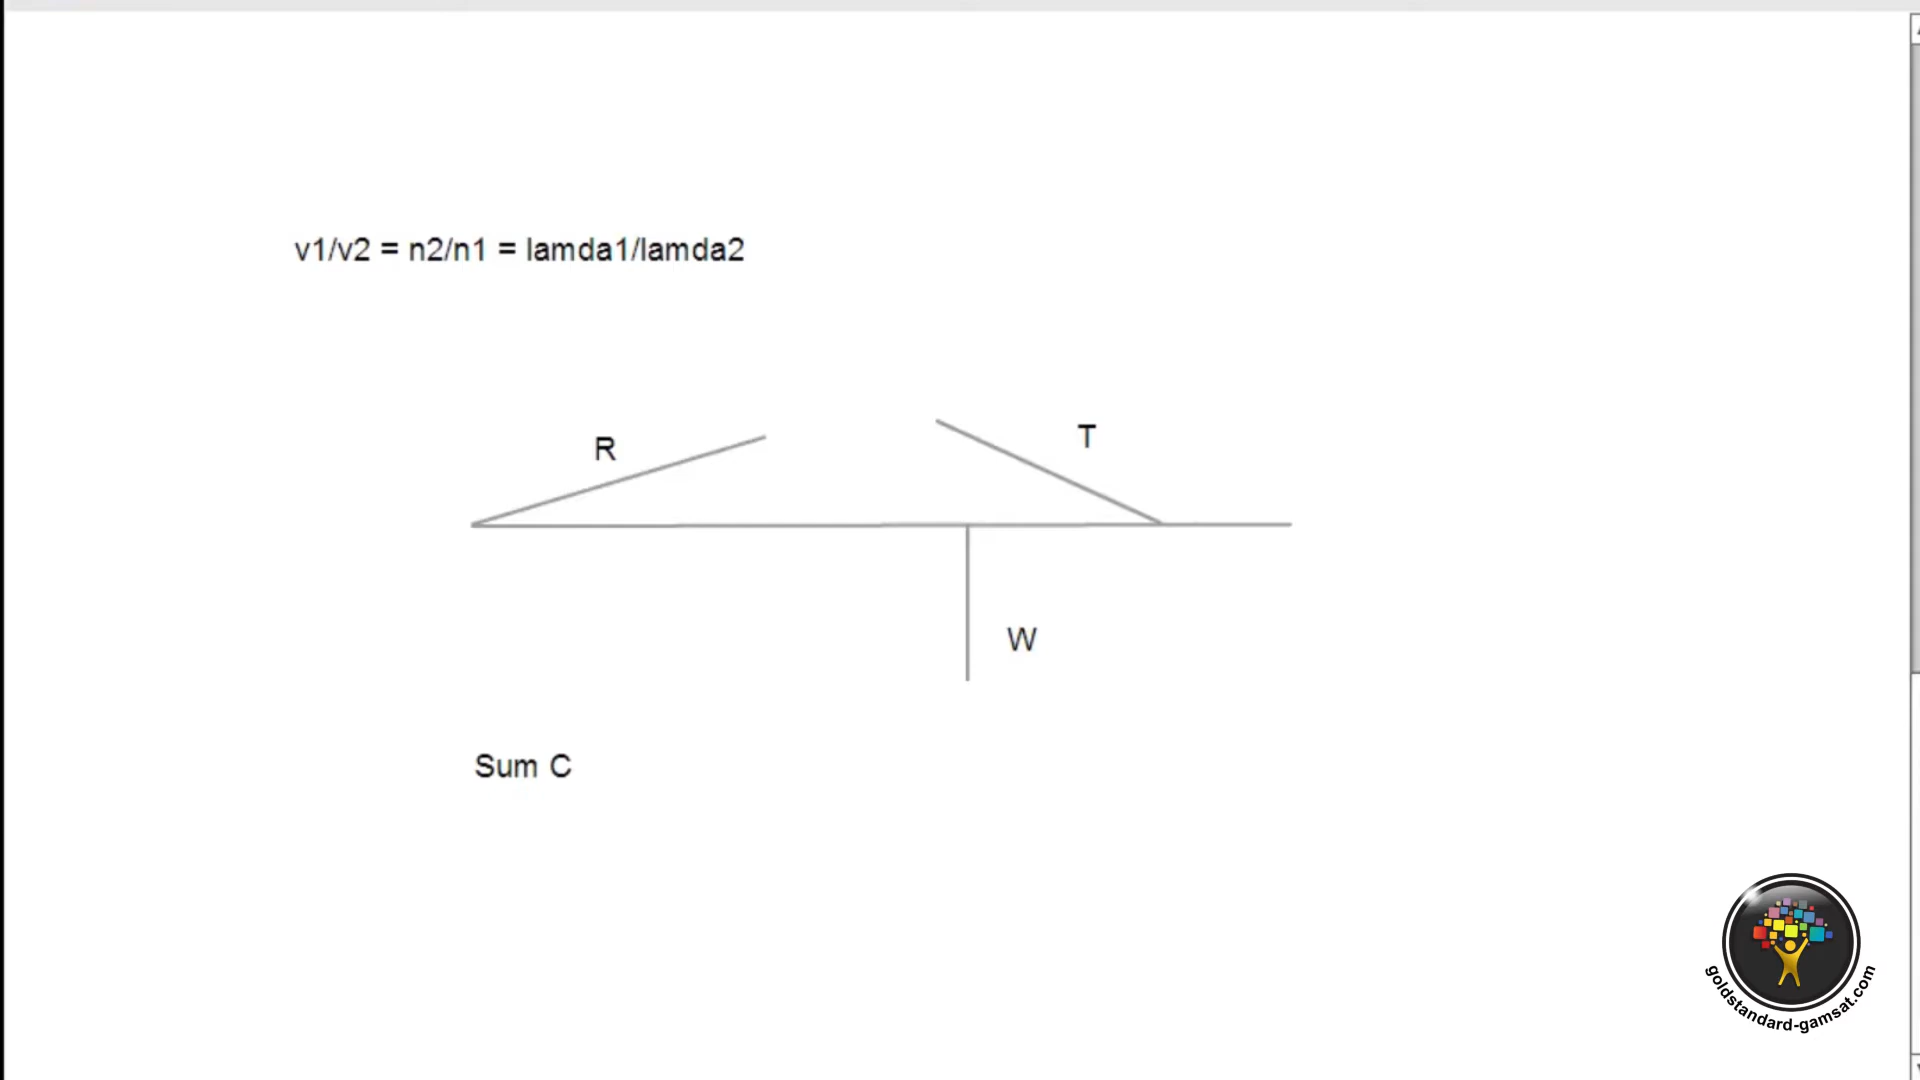 v1/v2 = n2/n1 = lamda1/lamda2
R
T
W
Sum C
goldstandard-gamsat.com